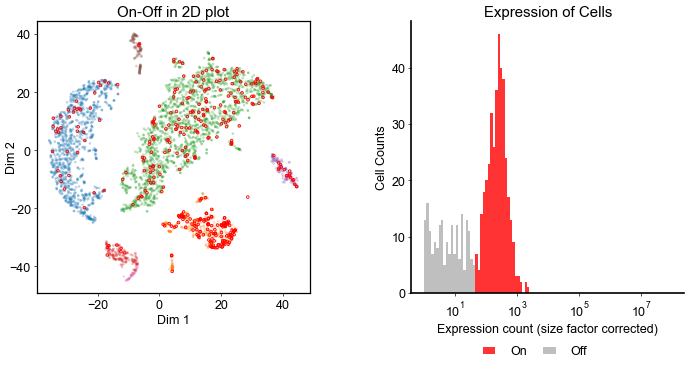 On-Off in 2D plot
Expression of Cells
40
20
0
−20
−40
Dim 2
−20
0
20
40
Dim 1
40
30
20
10
0
Cell Counts
10^1
10^3
10^5
10^7
Expression count (size factor corrected)
On
Off